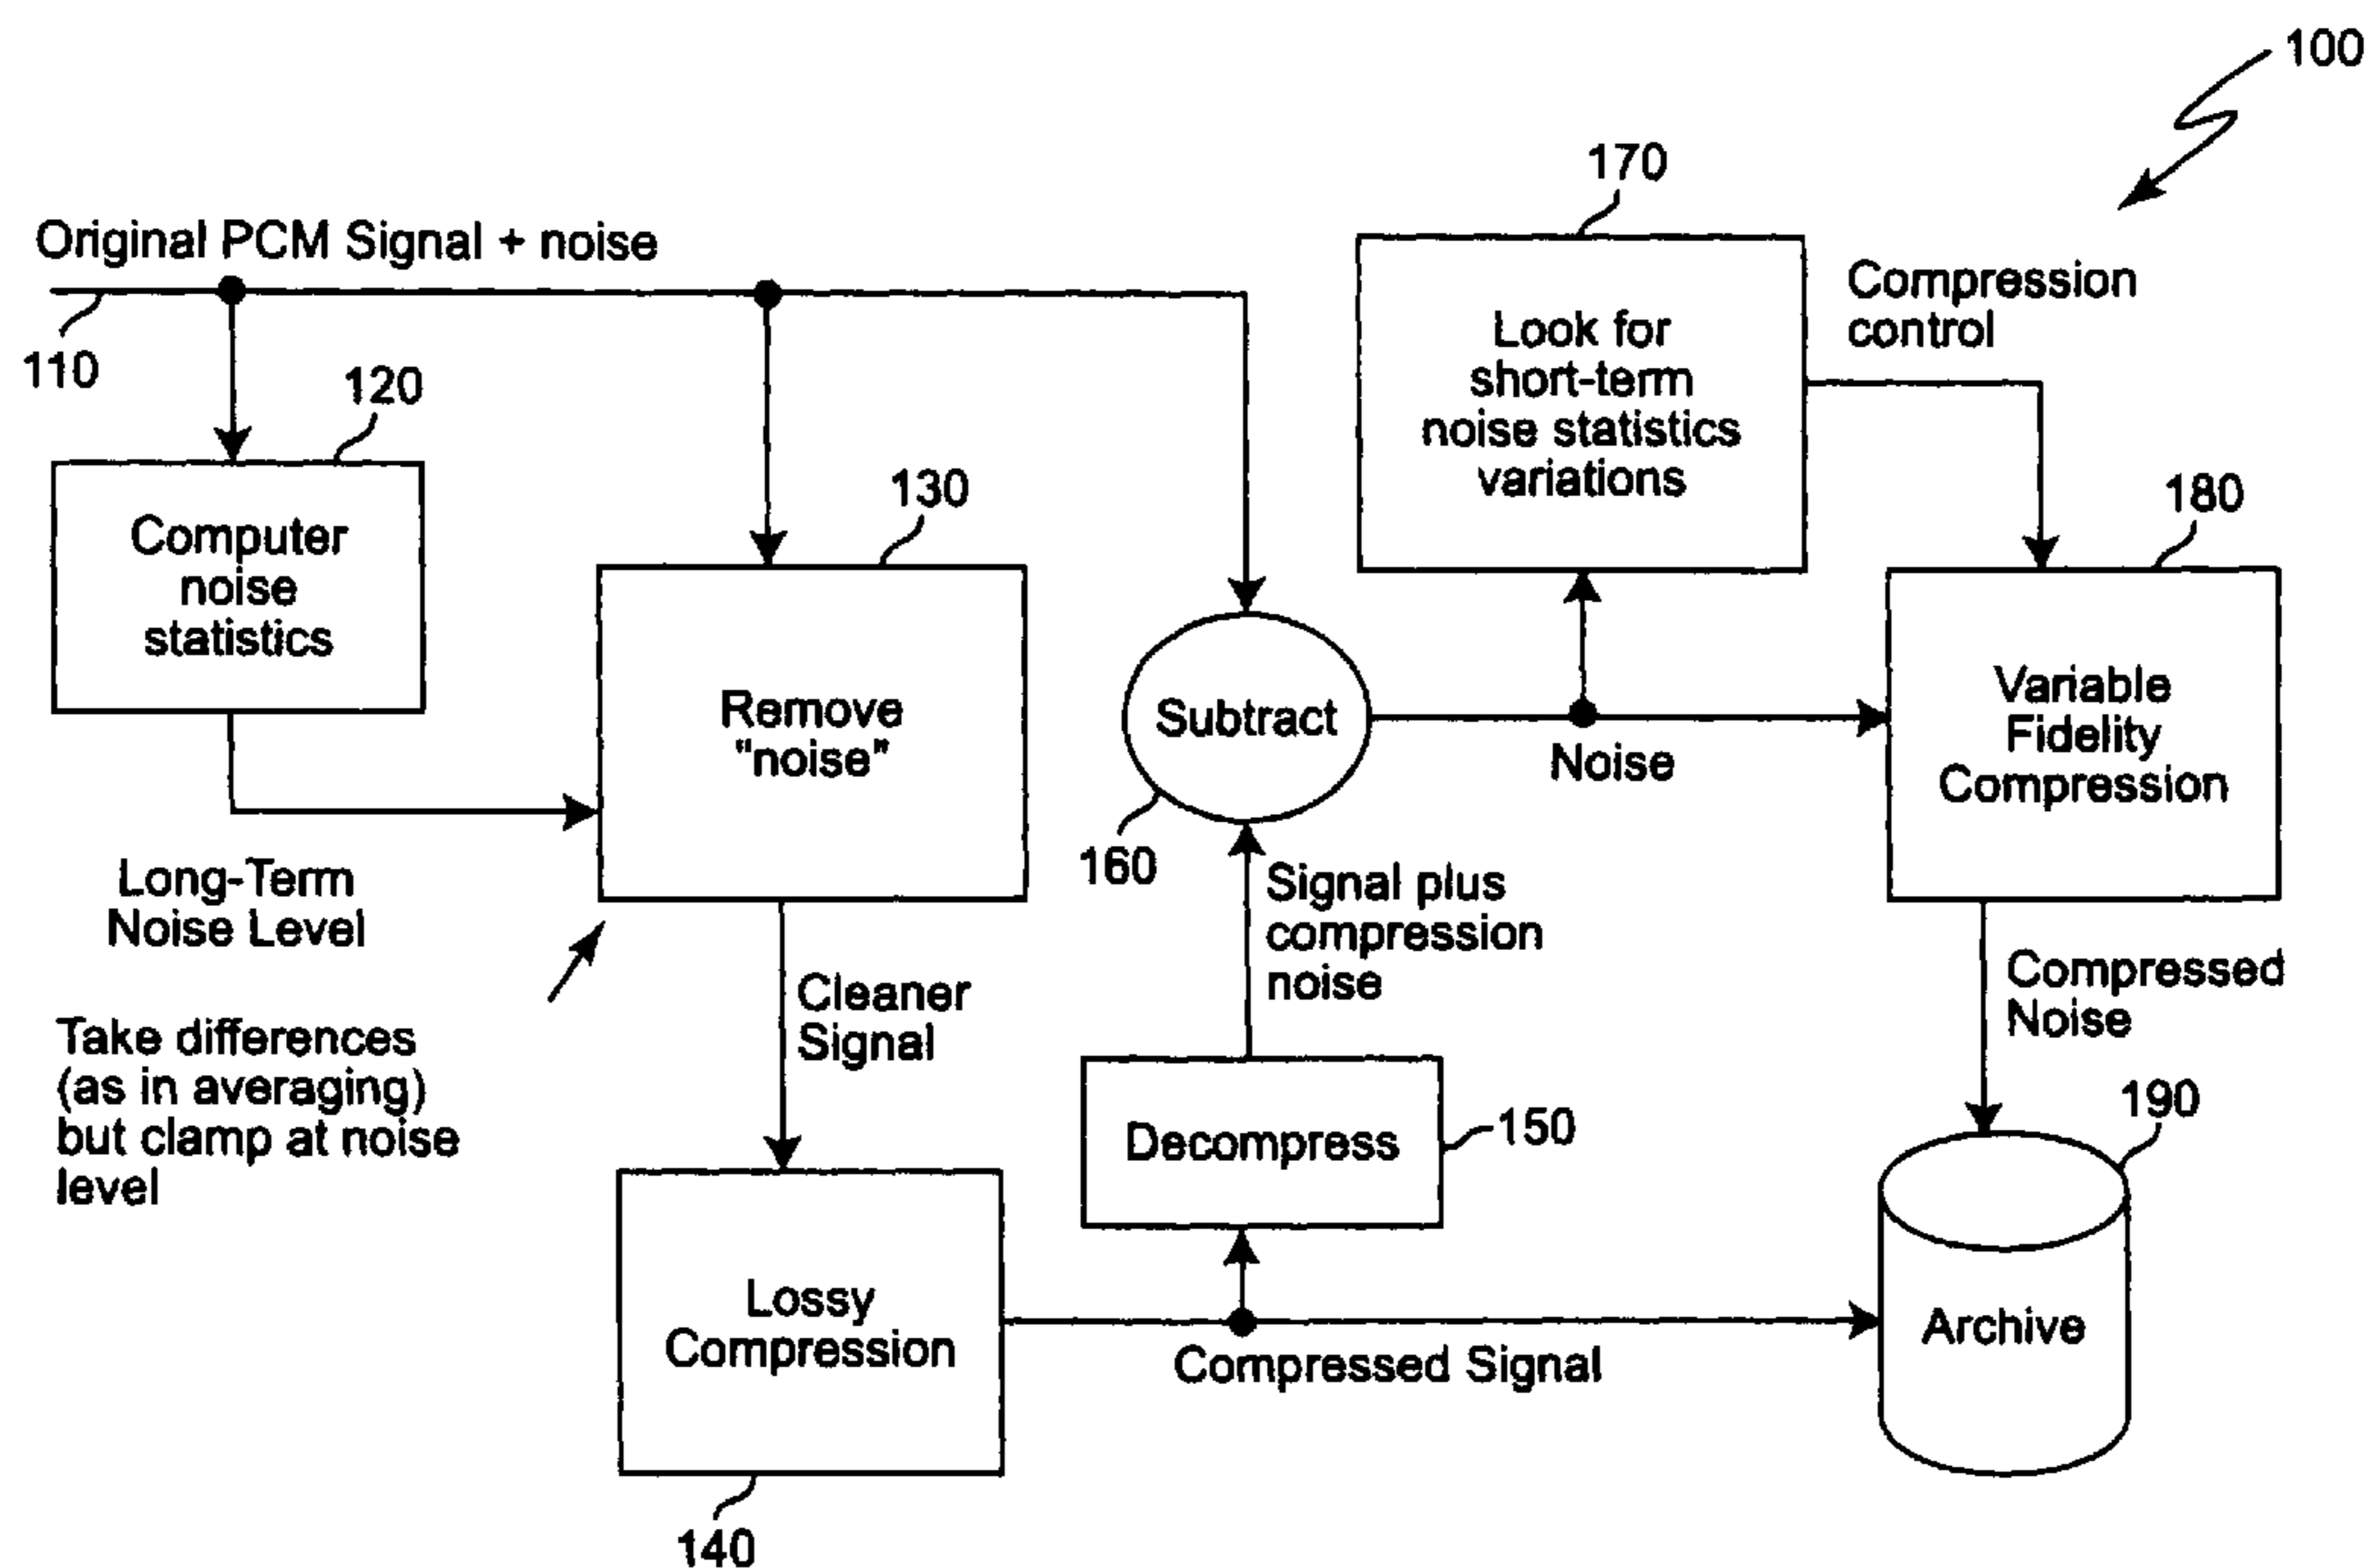 100
170
Original PCM Signal + noise
110
120
Computer
noise
statistics
130
Remove
"noise"
Long-Term
Noise Level
Take differences
(as in averaging)
but clamp at noise
level
Cleaner
Signal
Lossy
Compression
140
Look for
short-term
noise statistics
variations
Compression
control
180
Subtract
160
Noise
Variable
Fidelity
Compression
Signal plus
compression
noise
Decompress
150
Compressed Signal
Compressed
Noise
190
Archive